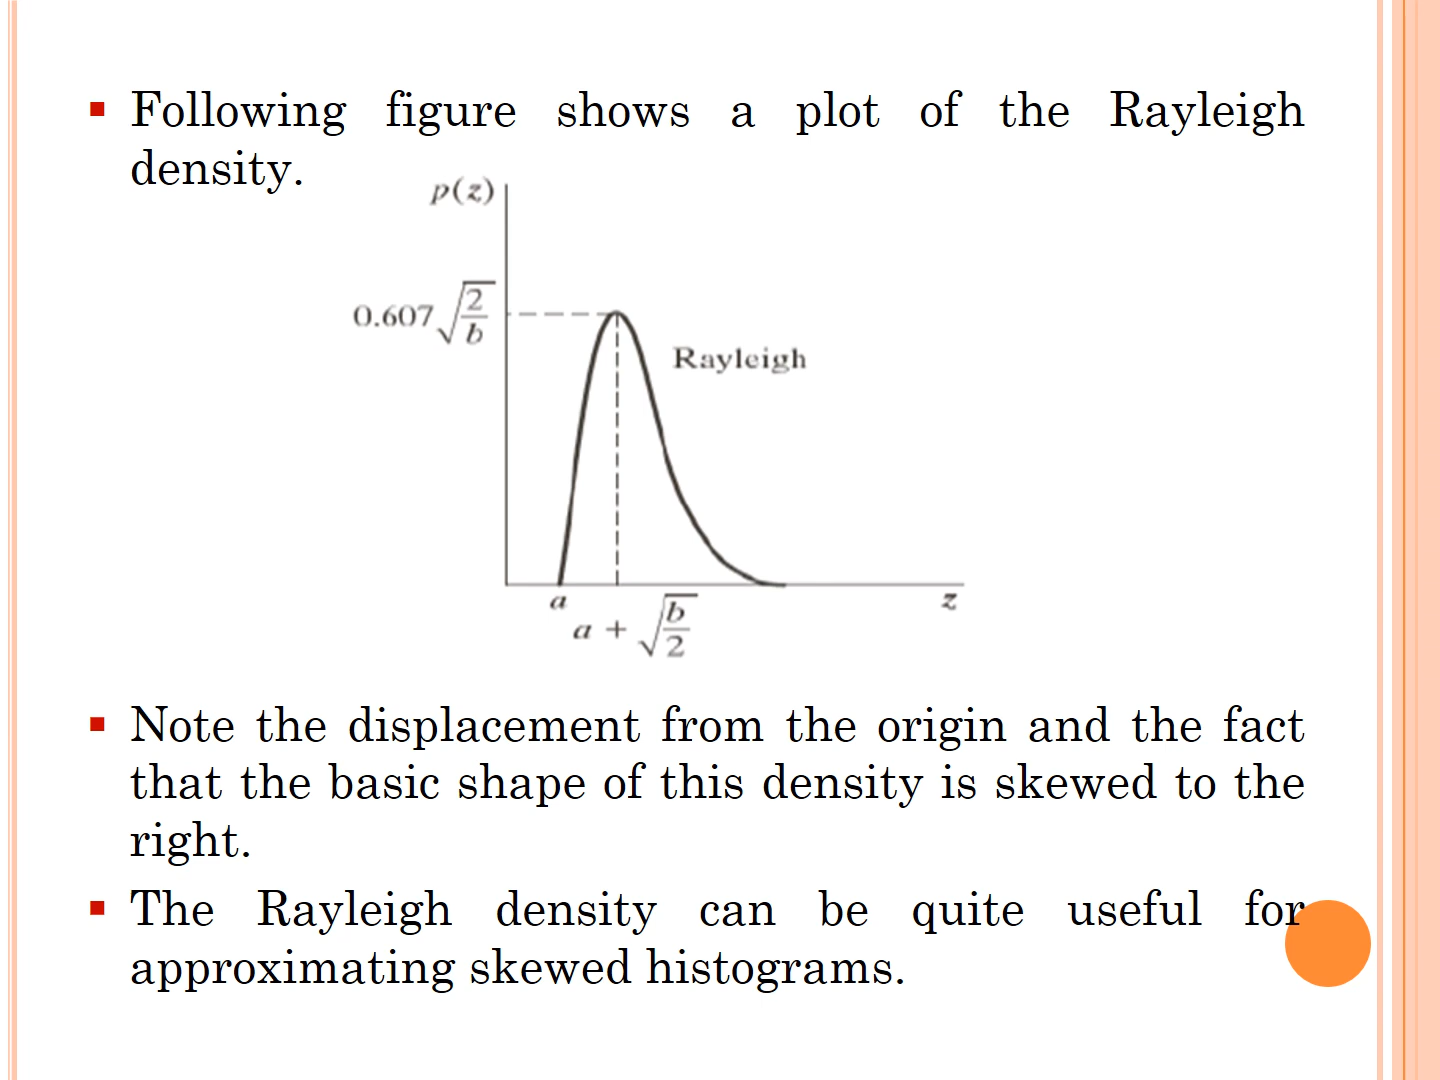 ▪ Following figure shows a plot of the Rayleigh
density.
p(z)
0.607√(2/b)
Rayleigh
a
z
a + √(b/2)
▪ Note the displacement from the origin and the fact
that the basic shape of this density is skewed to the
right.
▪ The Rayleigh density can be quite useful for
approximating skewed histograms.